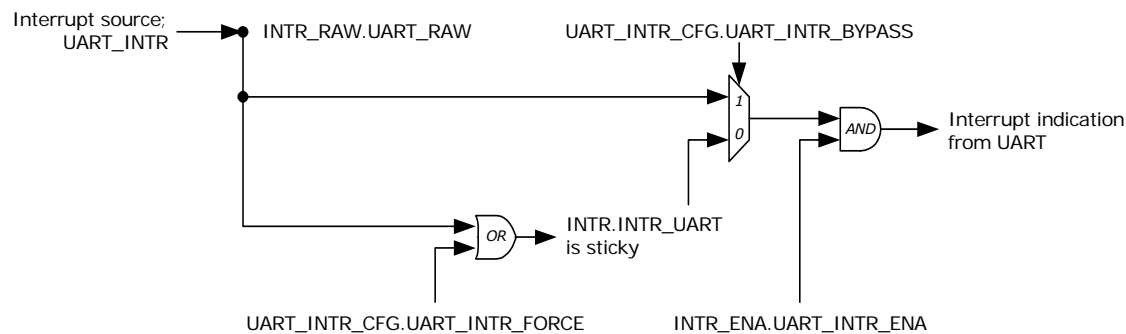 Interrupt source;
UART_INTR
INTR_RAW.UART_RAW
UART_INTR_CFG.UART_INTR_BYPASS
1
0
AND
Interrupt indication
from UART
OR
INTR.INTR_UART
is sticky
UART_INTR_CFG.UART_INTR_FORCE
INTR_ENA.UART_INTR_ENA